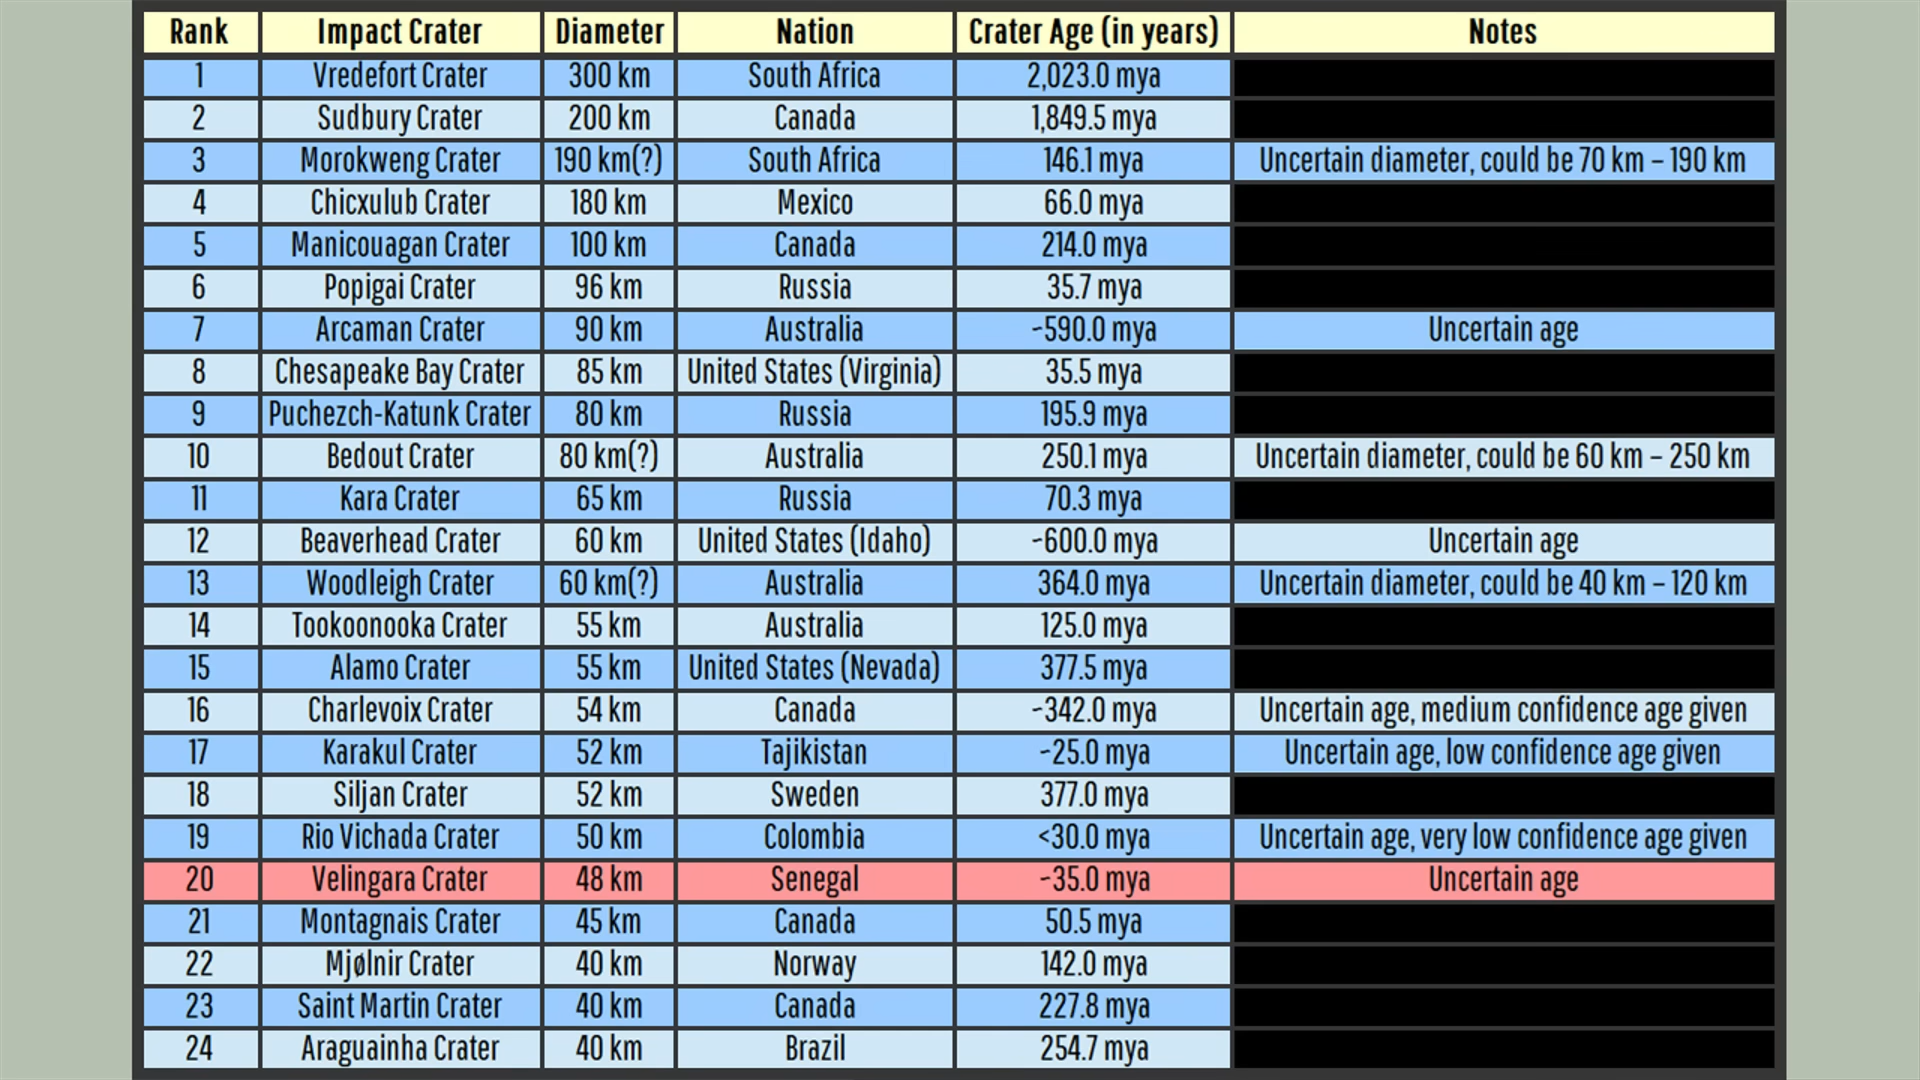 Rank Impact Crater Diameter Nation Crater Age (in years) Notes
1 Vredefort Crater 300 km South Africa 2,023.0 mya
2 Sudbury Crater 200 km Canada 1,849.5 mya
3 Morokweng Crater 190 km(?) South Africa 146.1 mya Uncertain diameter, could be 70 km – 190 km
4 Chicxulub Crater 180 km Mexico 66.0 mya
5 Manicouagan Crater 100 km Canada 214.0 mya
6 Popigai Crater 96 km Russia 35.7 mya
7 Arcaman Crater 90 km Australia ~590.0 mya Uncertain age
8 Chesapeake Bay Crater 85 km United States (Virginia) 35.5 mya
9 Puchezch-Katunk Crater 80 km Russia 195.9 mya
10 Bedout Crater 80 km(?) Australia 250.1 mya Uncertain diameter, could be 60 km – 250 km
11 Kara Crater 65 km Russia 70.3 mya
12 Beaverhead Crater 60 km United States (Idaho) ~600.0 mya Uncertain age
13 Woodleigh Crater 60 km(?) Australia 364.0 mya Uncertain diameter, could be 40 km – 120 km
14 Tookoonooka Crater 55 km Australia 125.0 mya
15 Alamo Crater 55 km United States (Nevada) 377.5 mya
16 Charlevoix Crater 54 km Canada ~342.0 mya Uncertain age, medium confidence age given
17 Karakul Crater 52 km Tajikistan ~25.0 mya Uncertain age, low confidence age given
18 Siljan Crater 52 km Sweden 377.0 mya
19 Rio Vichada Crater 50 km Colombia <30.0 mya Uncertain age, very low confidence age given
20 Velingara Crater 48 km Senegal ~35.0 mya Uncertain age
21 Montagnais Crater 45 km Canada 50.5 mya
22 Mjølnir Crater 40 km Norway 142.0 mya
23 Saint Martin Crater 40 km Canada 227.8 mya
24 Araguainha Crater 40 km Brazil 254.7 mya